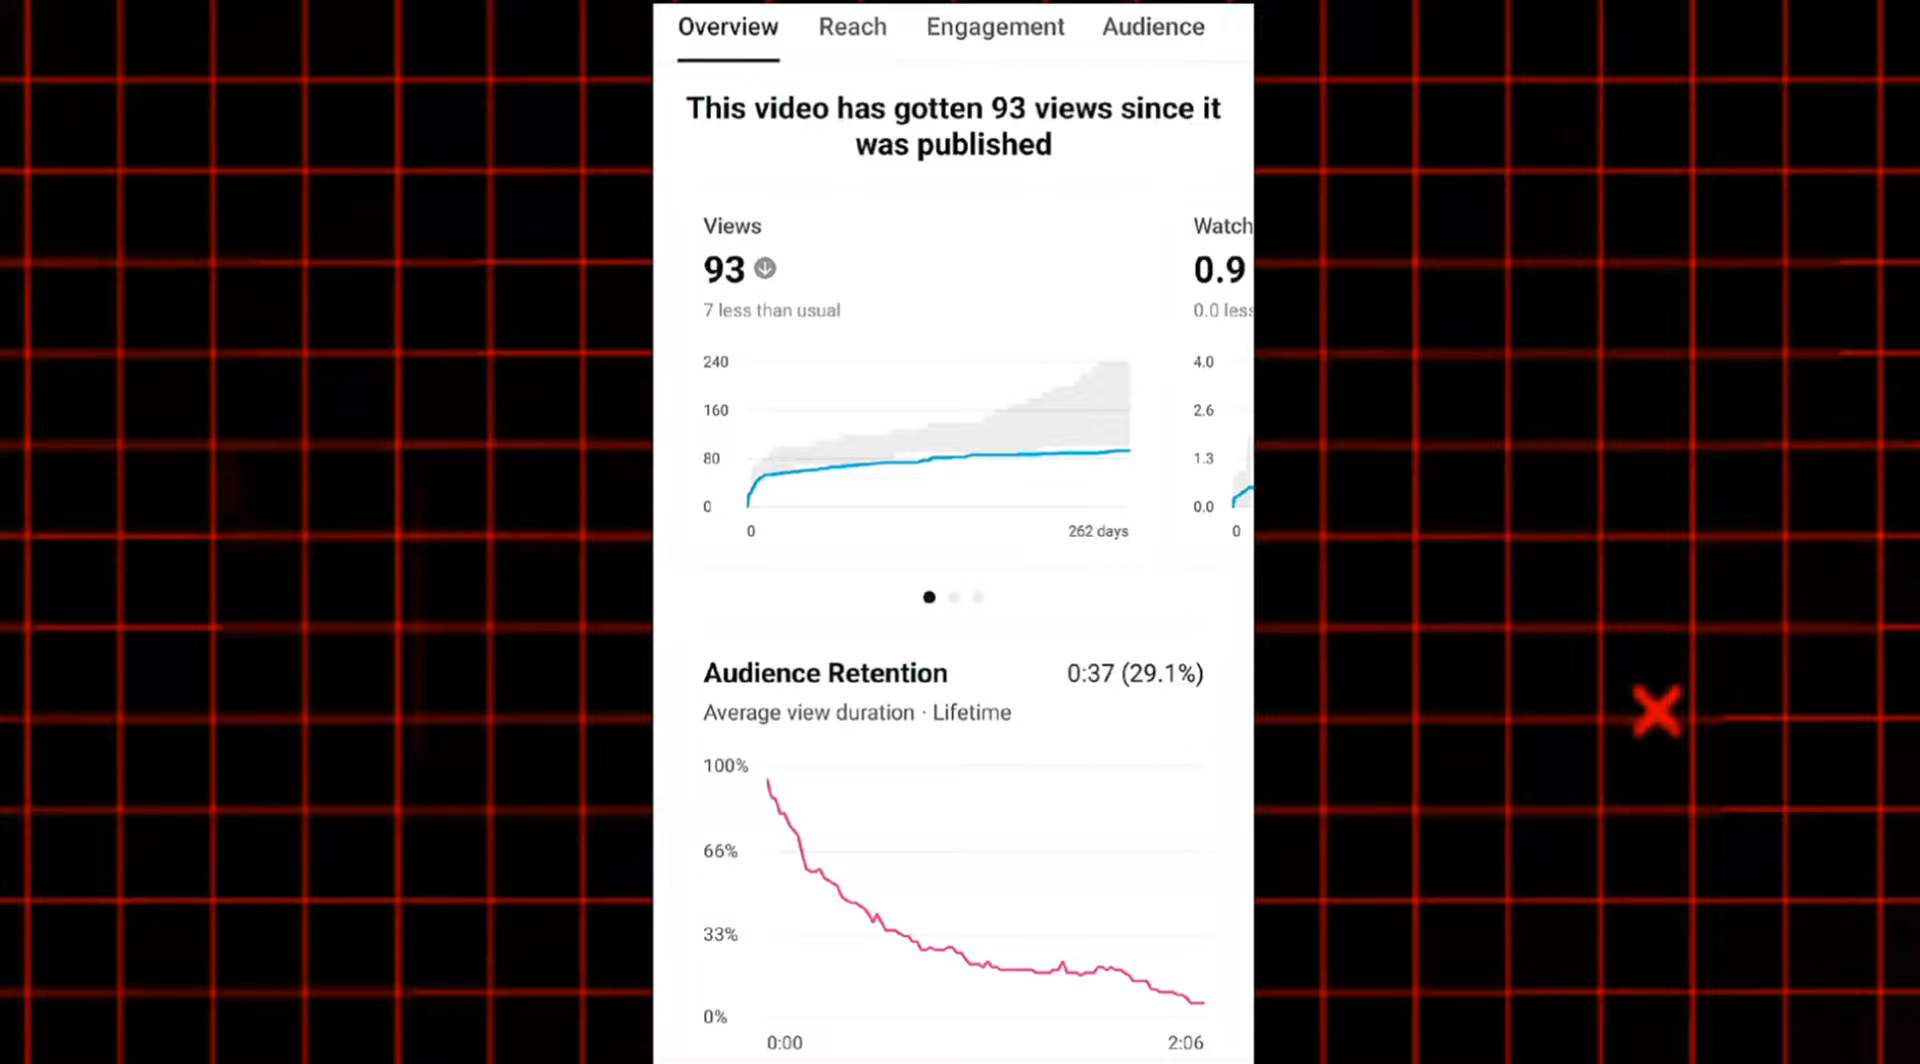 Overview Reach Engagement Audience
This video has gotten 93 views since it
was published
Views
93
7 less than usual
240
160
80
0
0 262 days
Watch
0.9
0.0 less
4.0
2.6
1.3
0.0
0
Audience Retention 0:37 (29.1%)
Average view duration · Lifetime
100%
66%
33%
0%
0:00 2:06